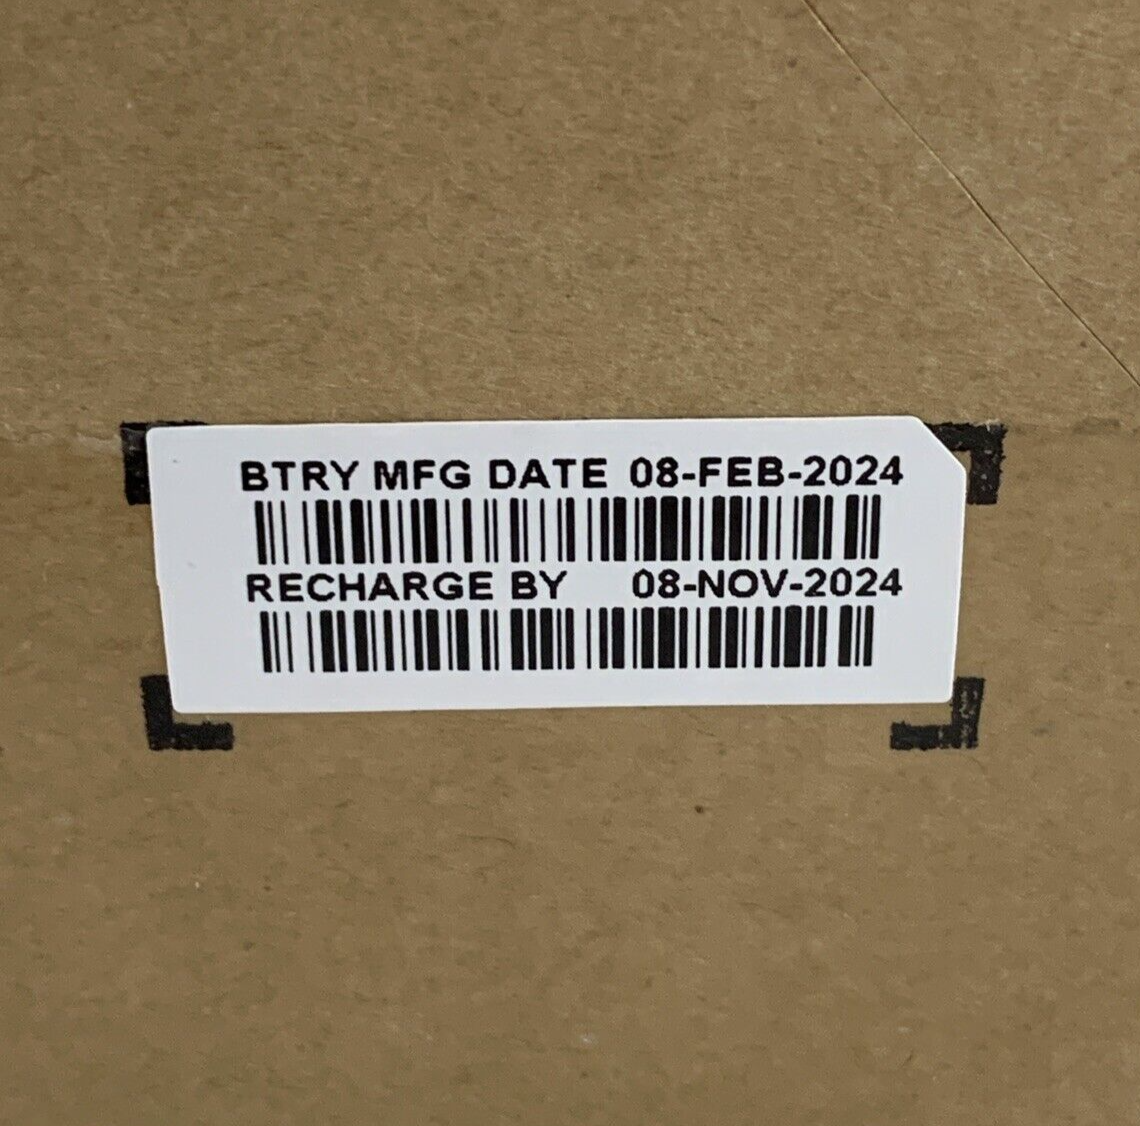 BTRY MFG DATE 08-FEB-2024
RECHARGE BY 08-NOV-2024